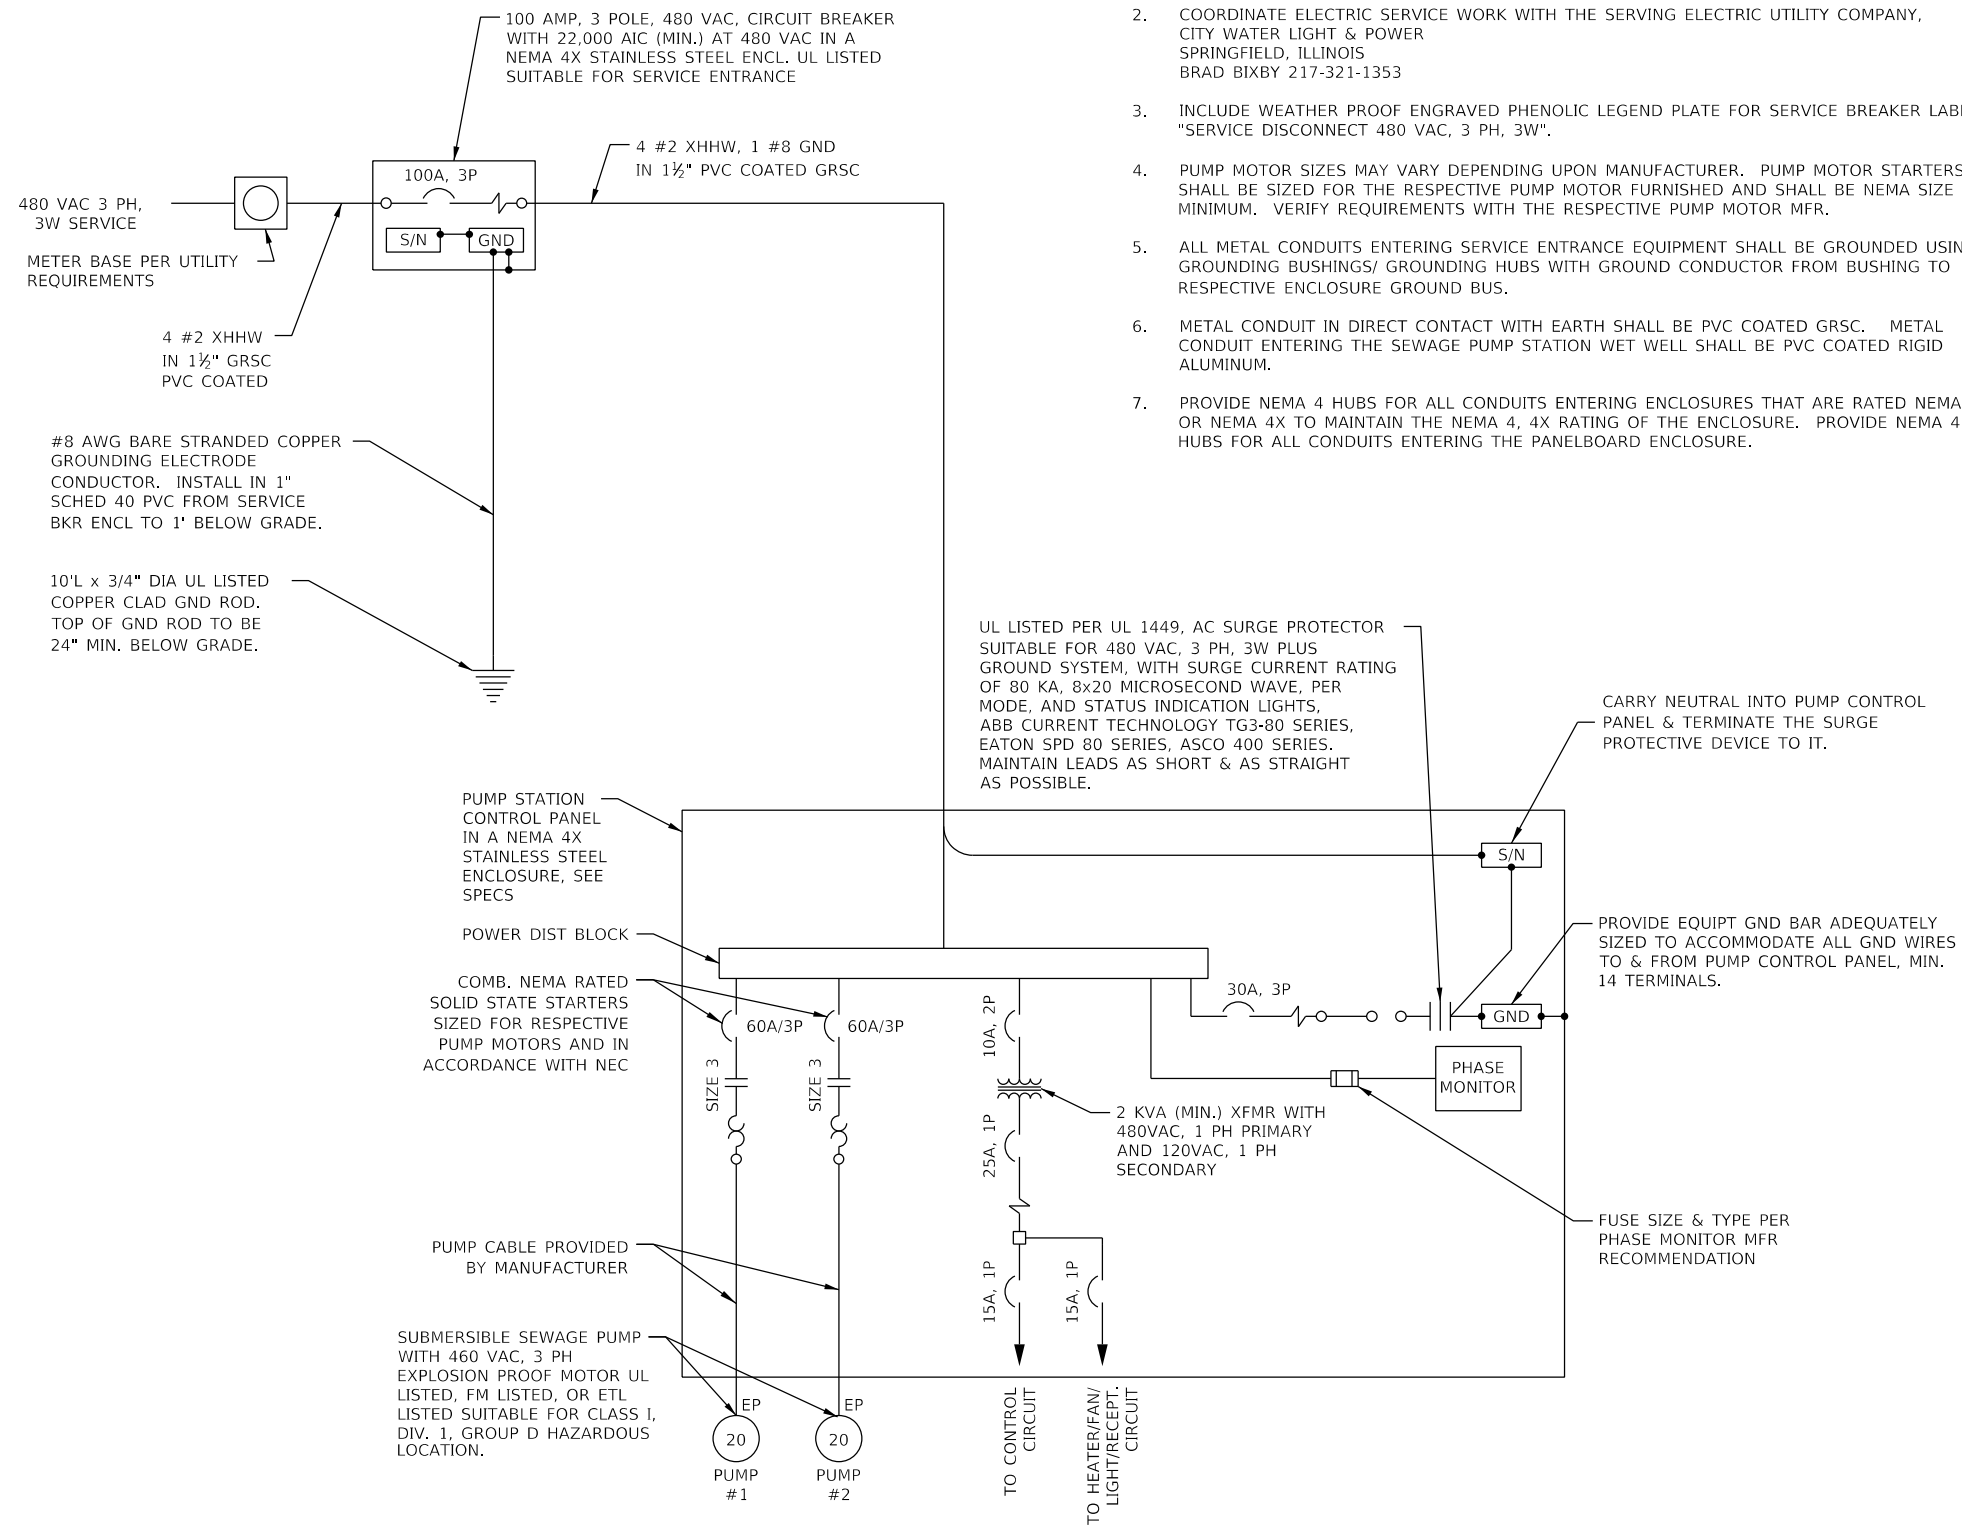 100 AMP, 3 POLE, 480 VAC, CIRCUIT BREAKER
WITH 22,000 AIC (MIN.) AT 480 VAC IN A
NEMA 4X STAINLESS STEEL ENCL. UL LISTED
SUITABLE FOR SERVICE ENTRANCE
4 #2 XHHW, 1 #8 GND
IN 1½" PVC COATED GRSC
100A, 3P
480 VAC 3 PH,
3W SERVICE
S/N
GND
METER BASE PER UTILITY
REQUIREMENTS
4 #2 XHHW
IN 1½" GRSC
PVC COATED
#8 AWG BARE STRANDED COPPER
GROUNDING ELECTRODE
CONDUCTOR. INSTALL IN 1"
SCHED 40 PVC FROM SERVICE
BKR ENCL TO 1' BELOW GRADE.
10'L x 3/4" DIA UL LISTED
COPPER CLAD GND ROD.
TOP OF GND ROD TO BE
24" MIN. BELOW GRADE.
2. COORDINATE ELECTRIC SERVICE WORK WITH THE SERVING ELECTRIC UTILITY COMPANY,
CITY WATER LIGHT & POWER
SPRINGFIELD, ILLINOIS
BRAD BIXBY 217-321-1353
3. INCLUDE WEATHER PROOF ENGRAVED PHENOLIC LEGEND PLATE FOR SERVICE BREAKER
"SERVICE DISCONNECT 480 VAC, 3 PH, 3W".
4. PUMP MOTOR SIZES MAY VARY DEPENDING UPON MANUFACTURER. PUMP MOTOR STARTERS
SHALL BE SIZED FOR THE RESPECTIVE PUMP MOTOR FURNISHED AND SHALL BE NEMA SIZE
MINIMUM. VERIFY REQUIREMENTS WITH THE RESPECTIVE PUMP MOTOR MFR.
5. ALL METAL CONDUITS ENTERING SERVICE ENTRANCE EQUIPMENT SHALL BE GROUNDED
GROUNDING BUSHINGS/ GROUNDING HUBS WITH GROUND CONDUCTOR FROM BUSHING TO
RESPECTIVE ENCLOSURE GROUND BUS.
6. METAL CONDUIT IN DIRECT CONTACT WITH EARTH SHALL BE PVC COATED GRSC. METAL
CONDUIT ENTERING THE SEWAGE PUMP STATION WET WELL SHALL BE PVC COATED RIGID
ALUMINUM.
7. PROVIDE NEMA 4 HUBS FOR ALL CONDUITS ENTERING ENCLOSURES THAT ARE RATED NEMA
OR NEMA 4X TO MAINTAIN THE NEMA 4, 4X RATING OF THE ENCLOSURE. PROVIDE NEMA 4
HUBS FOR ALL CONDUITS ENTERING THE PANELBOARD ENCLOSURE.
UL LISTED PER UL 1449, AC SURGE PROTECTOR
SUITABLE FOR 480 VAC, 3 PH, 3W PLUS
GROUND SYSTEM, WITH SURGE CURRENT RATING
OF 80 KA, 8x20 MICROSECOND WAVE, PER
MODE, AND STATUS INDICATION LIGHTS,
ABB CURRENT TECHNOLOGY TG3-80 SERIES,
EATON SPD 80 SERIES, ASCO 400 SERIES.
MAINTAIN LEADS AS SHORT & AS STRAIGHT
AS POSSIBLE.
CARRY NEUTRAL INTO PUMP CONTROL
PANEL & TERMINATE THE SURGE
PROTECTIVE DEVICE TO IT.
PUMP STATION
CONTROL PANEL
IN A NEMA 4X
STAINLESS STEEL
ENCLOSURE, SEE
SPECS
S/N
POWER DIST BLOCK
PROVIDE EQUIPT GND BAR ADEQUATELY
SIZED TO ACCOMMODATE ALL GND WIRES
TO & FROM PUMP CONTROL PANEL, MIN.
14 TERMINALS.
COMB. NEMA RATED
SOLID STATE STARTERS
SIZED FOR RESPECTIVE
PUMP MOTORS AND IN
ACCORDANCE WITH NEC
60A/3P
60A/3P
10A, 2P
30A, 3P
GND
SIZE 3
SIZE 3
PHASE
MONITOR
2 KVA (MIN.) XFMR WITH
480VAC, 1 PH PRIMARY
AND 120VAC, 1 PH
SECONDARY
25A, 1P
FUSE SIZE & TYPE PER
PHASE MONITOR MFR
RECOMMENDATION
PUMP CABLE PROVIDED
BY MANUFACTURER
15A, 1P
15A, 1P
SUBMERSIBLE SEWAGE PUMP
WITH 460 VAC, 3 PH
EXPLOSION PROOF MOTOR UL
LISTED, FM LISTED, OR ETL
LISTED SUITABLE FOR CLASS I,
DIV. 1, GROUP D HAZARDOUS
LOCATION.
EP
20
PUMP
#1
EP
20
PUMP
#2
TO CONTROL
CIRCUIT
TO HEATER/FAN/
LIGHT/RECEPT.
CIRCUIT